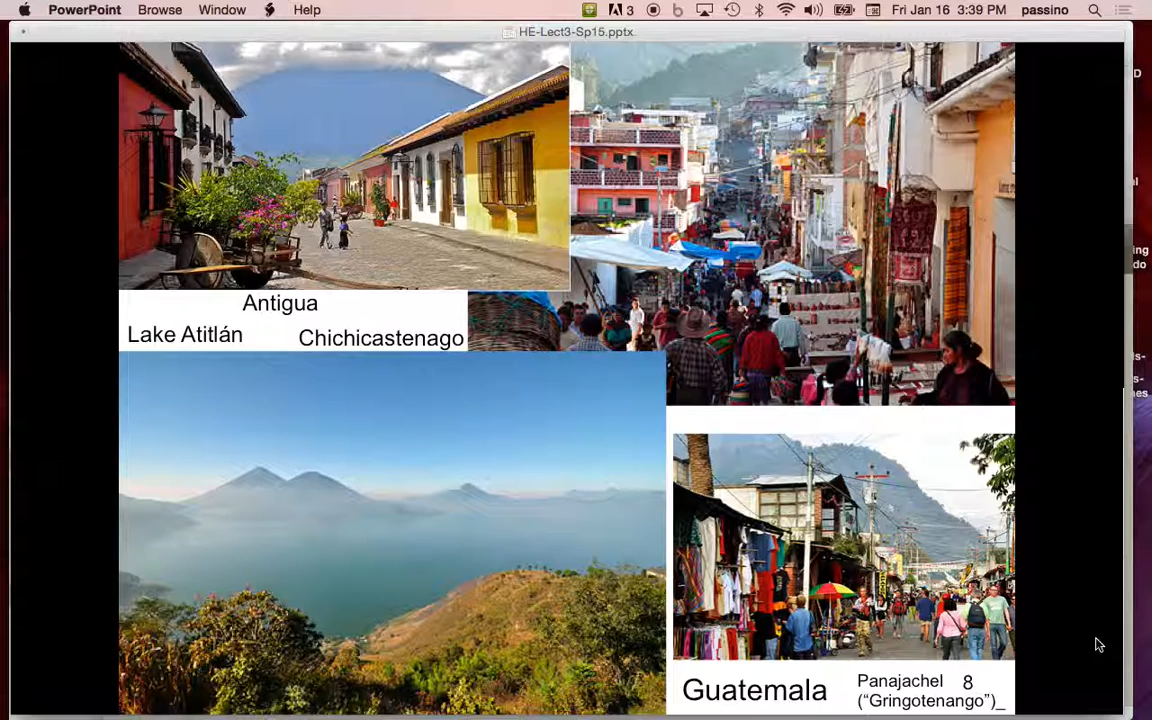 PowerPoint Browse Window Help 3 Fri Jan 16 3:39 PM passino
HE-Lect3-Sp15.pptx
Antigua
Lake Atitlán Chichicastenago
Guatemala
Panajachel 8
("Gringotenango")_